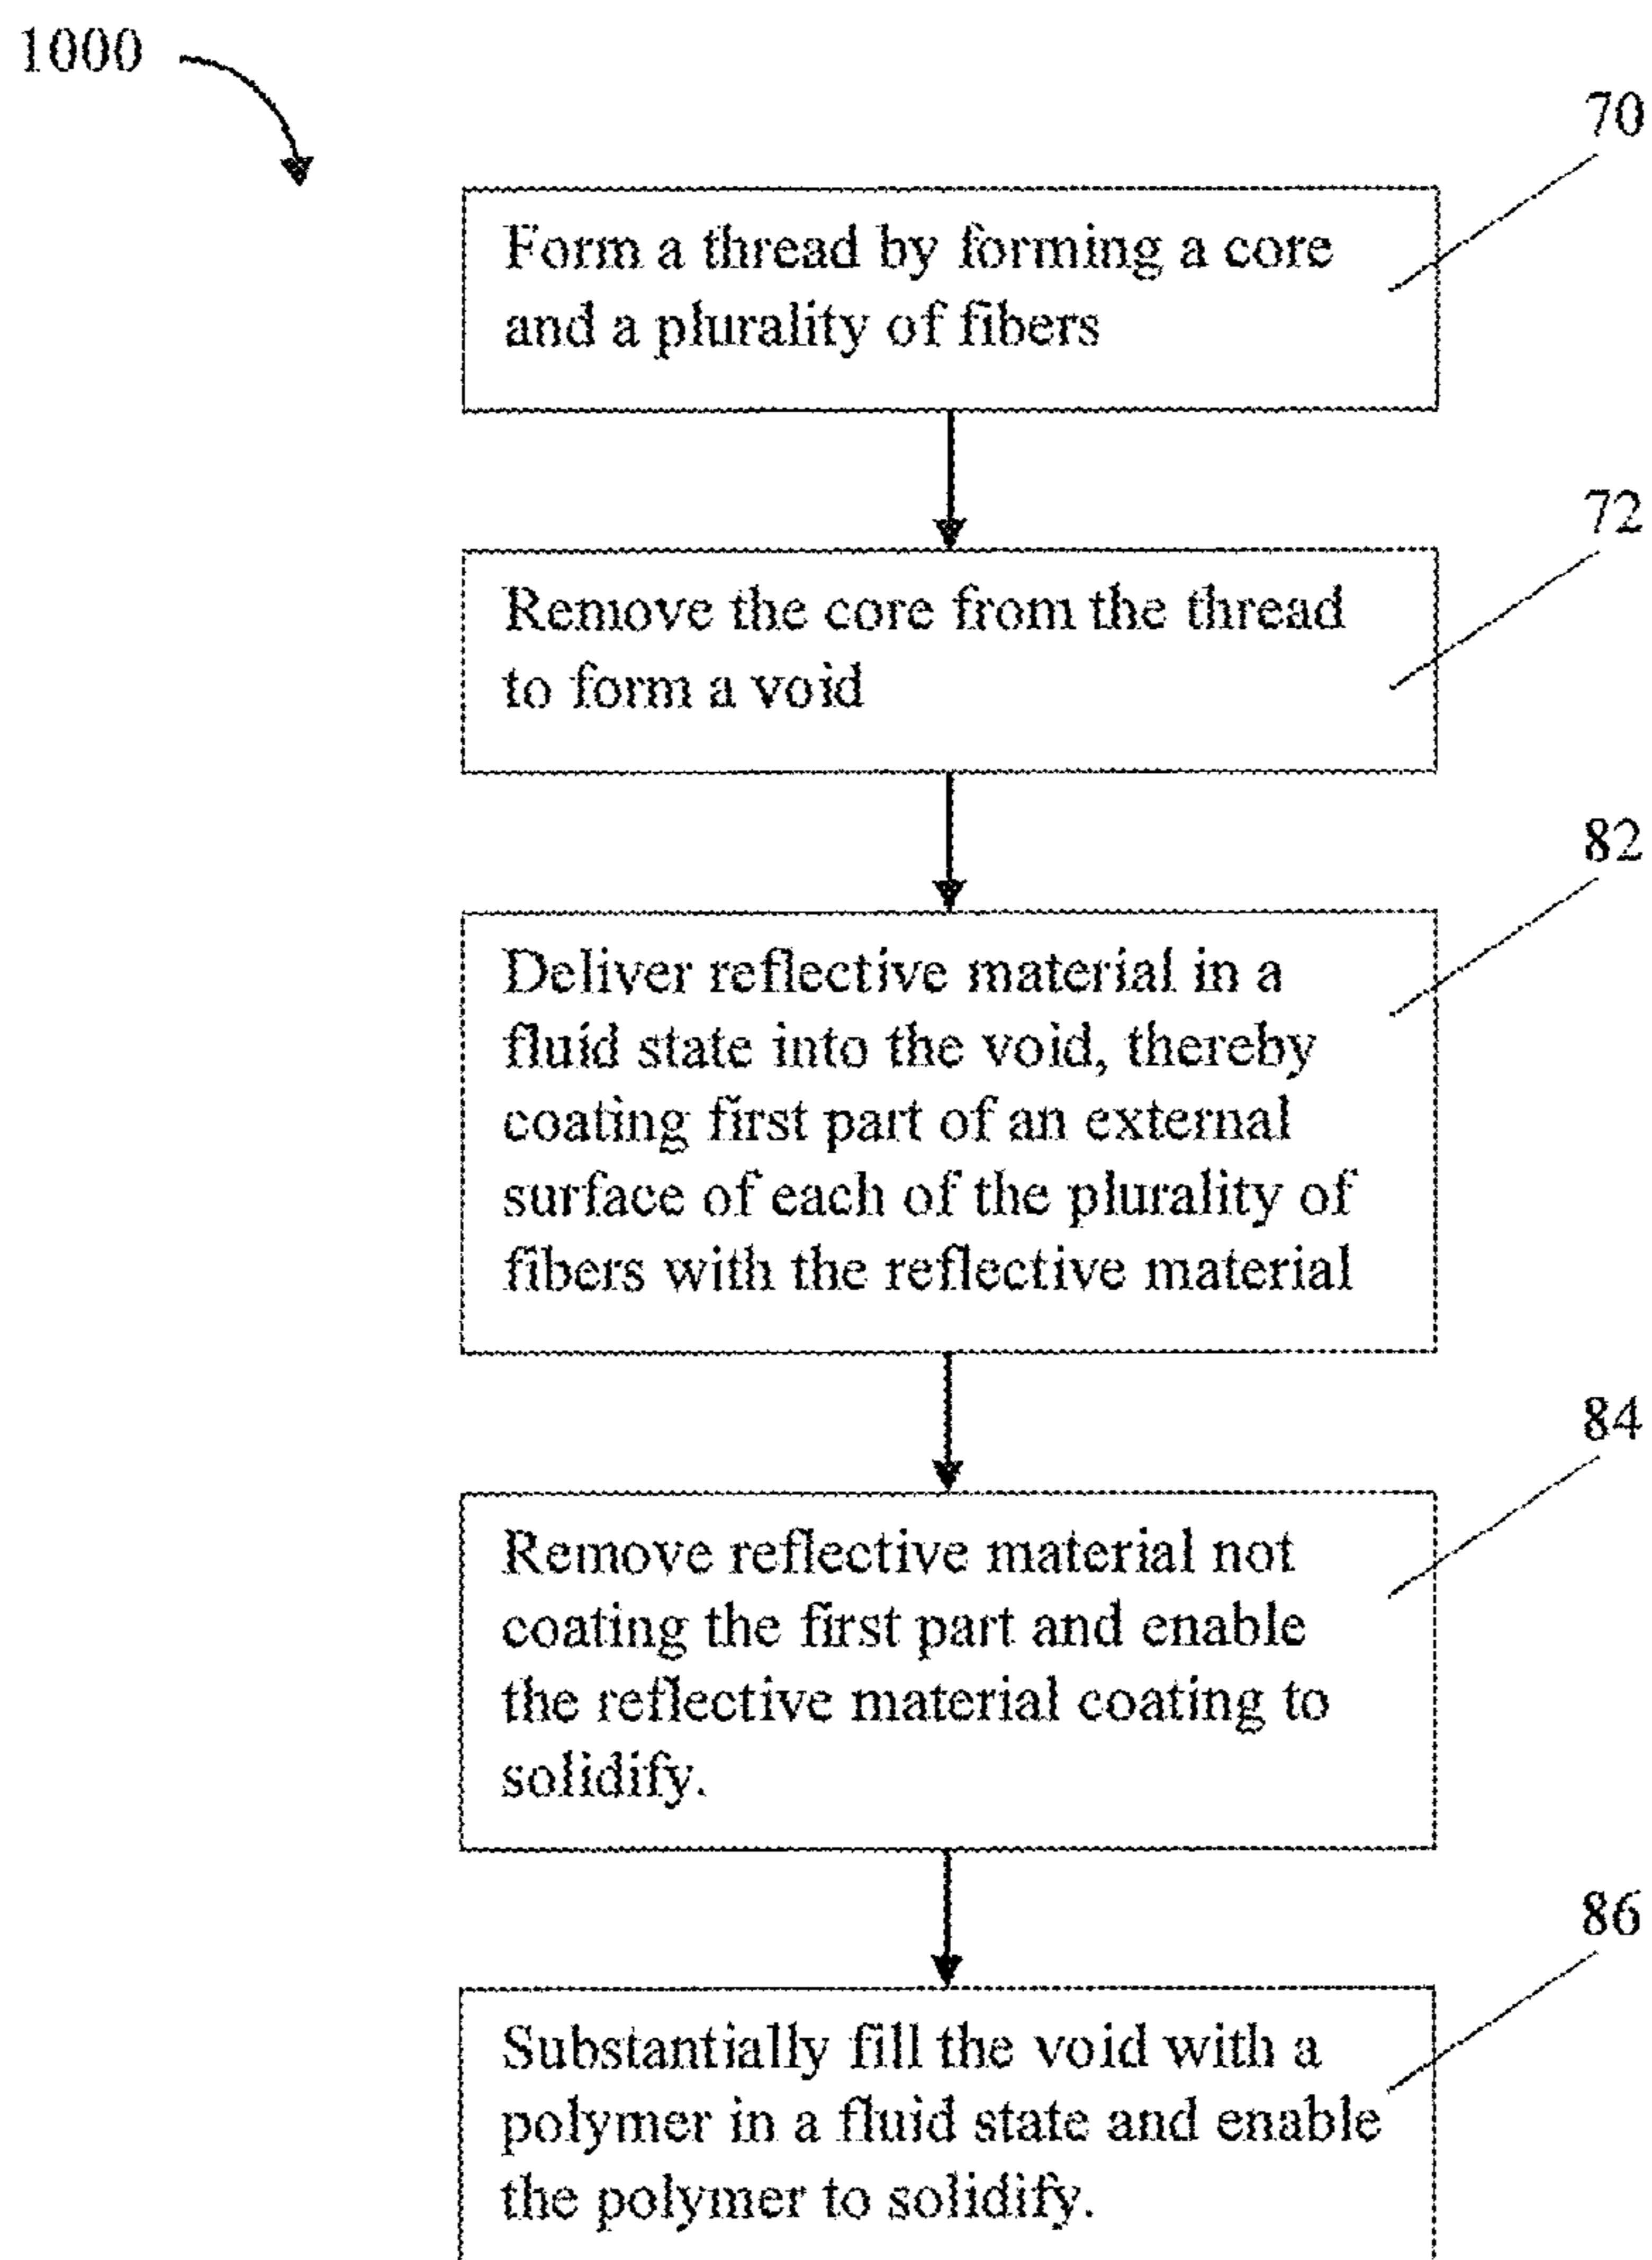 1000
70
Form a thread by forming a core
and a plurality of fibers
72
Remove the core from the thread
to form a void
82
Deliver reflective material in a
fluid state into the void, thereby
coating first part of an external
surface of each of the plurality of
fibers with the reflective material
84
Remove reflective material not
coating the first part and enable
the reflective material coating to
solidify.
86
Substantially fill the void with a
polymer in a fluid state and enable
the polymer to solidify.